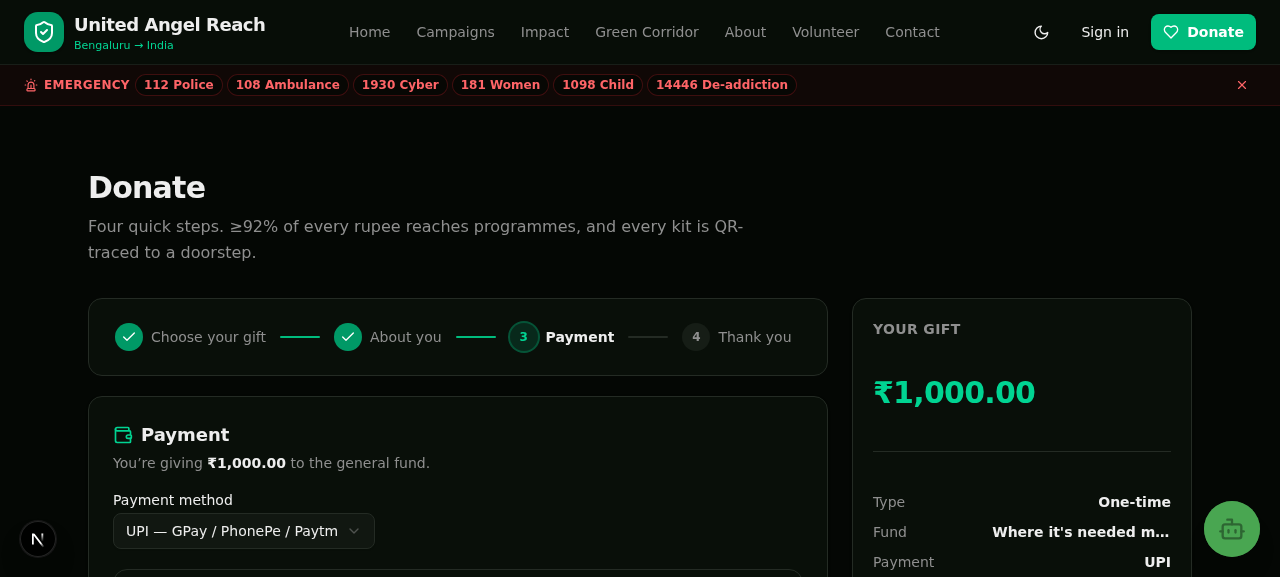 United Angel Reach
Bengaluru → India
Home Campaigns Impact Green Corridor About Volunteer Contact
Sign in
Donate
EMERGENCY 112 Police 108 Ambulance 1930 Cyber 181 Women 1098 Child 14446 De-addiction
Donate
Four quick steps. ≥92% of every rupee reaches programmes, and every kit is QR-
traced to a doorstep.
Choose your gift
About you
3 Payment
4 Thank you
Payment
You're giving ₹1,000.00 to the general fund.
Payment method
UPI — GPay / PhonePe / Paytm
YOUR GIFT
₹1,000.00
Type One-time
Fund Where it's needed m…
Payment UPI
N